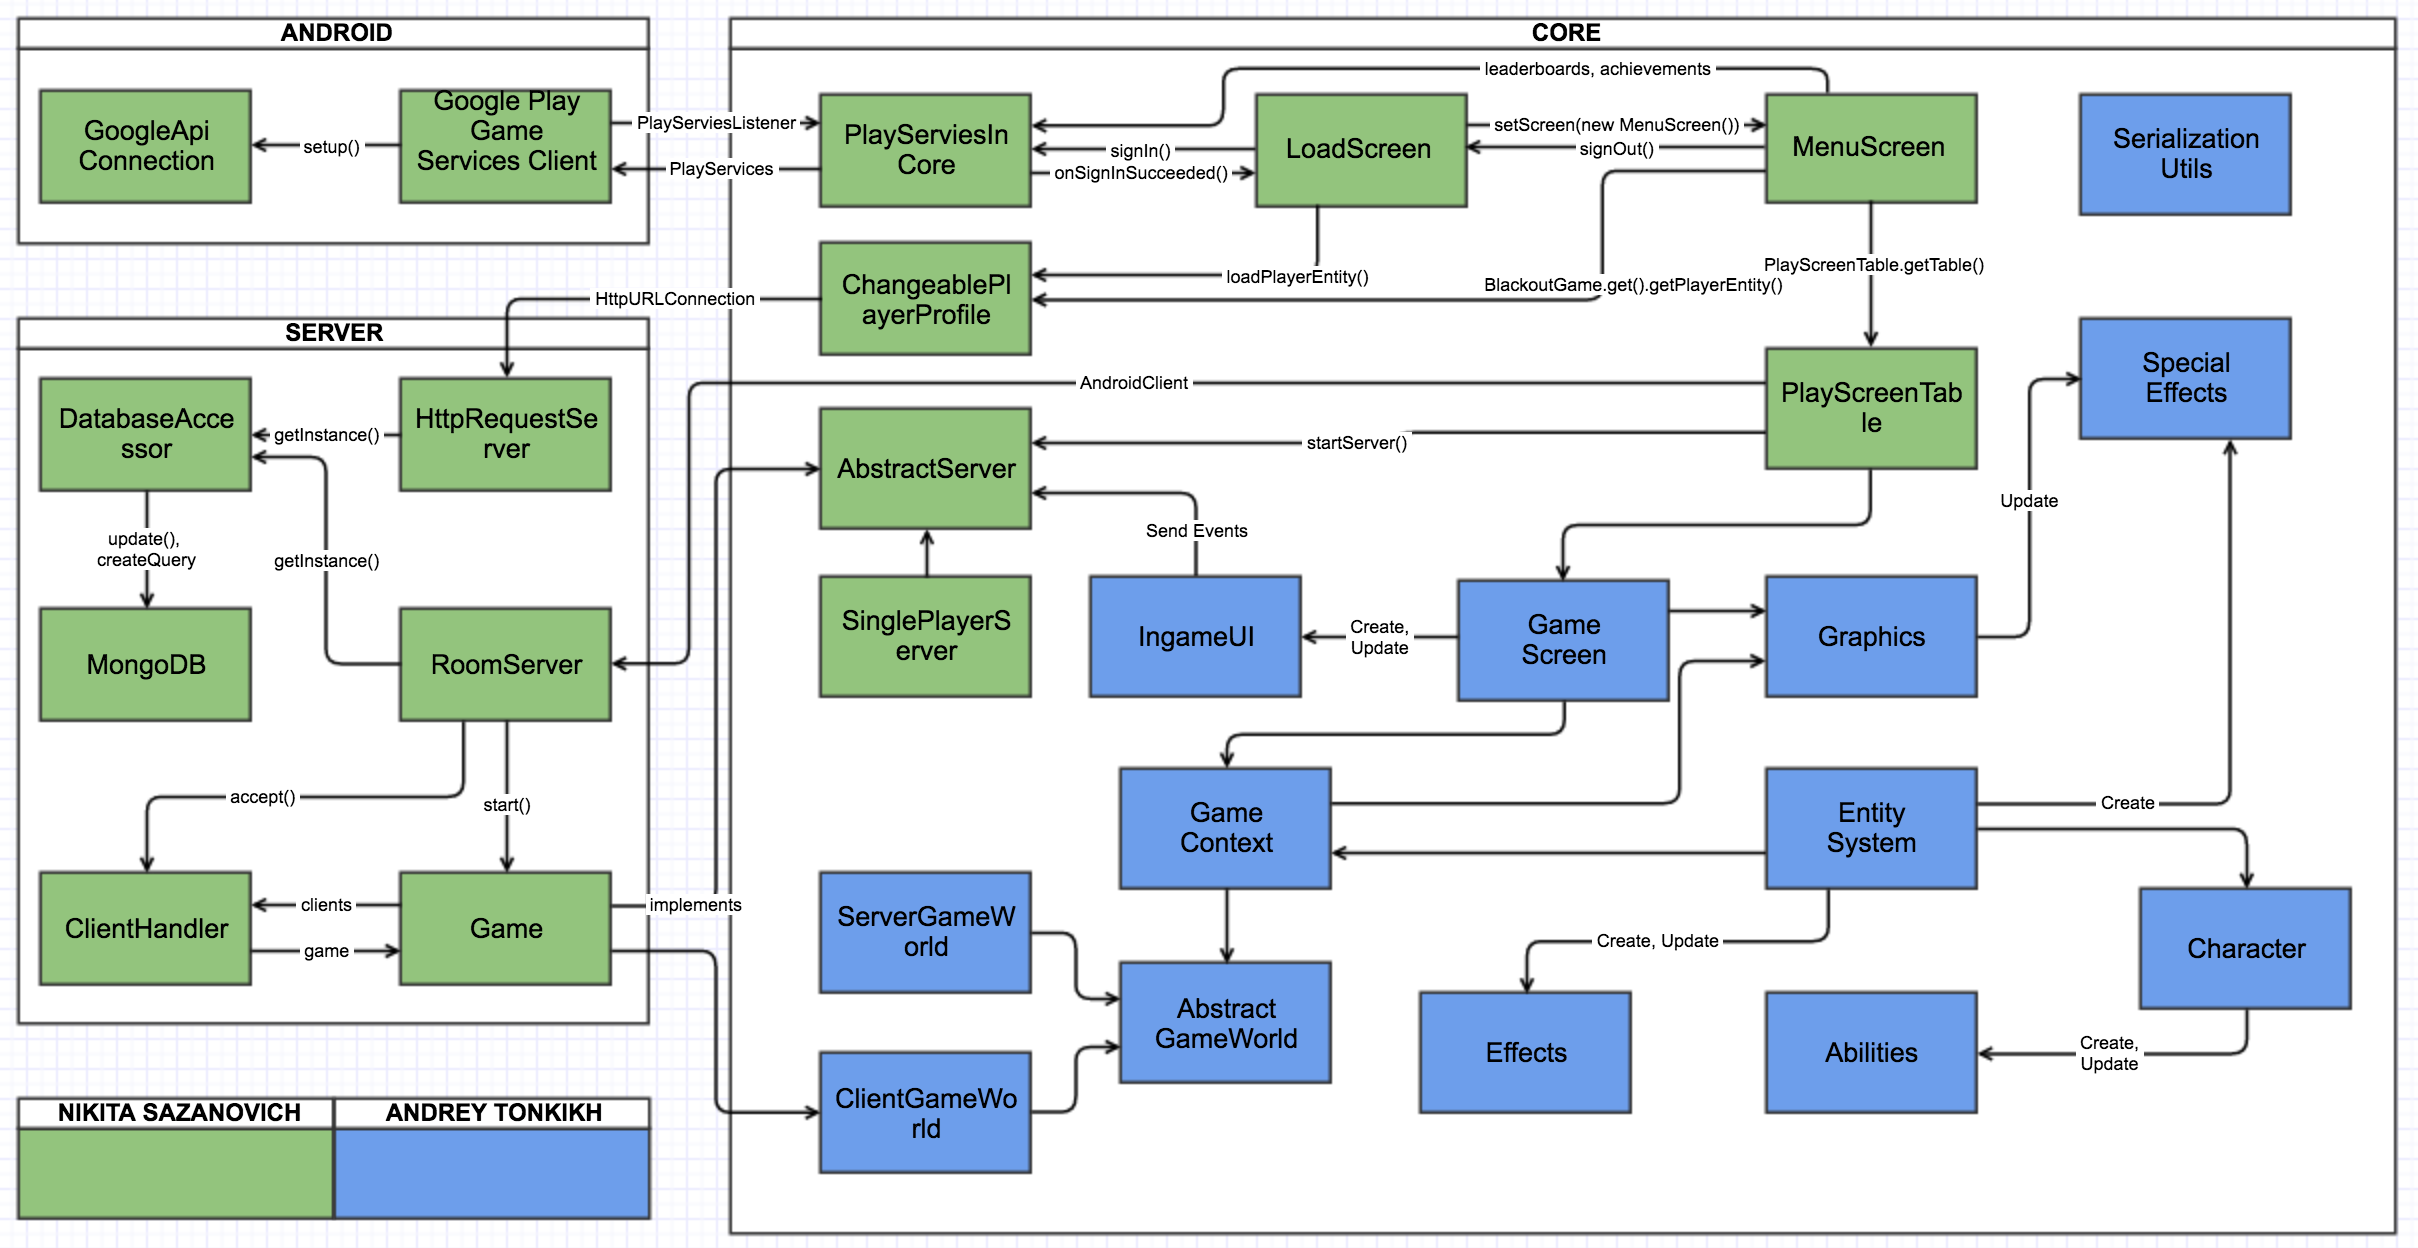 ANDROID
GoogleApi
Connection
setup()
Google Play
Game
Services Client
PlayServiesListener
PlayServices
CORE
leaderboards, achievements
PlayServiesIn
Core
signIn()
onSignInSucceeded()
LoadScreen
setScreen(new MenuScreen())
signOut()
MenuScreen
Serialization
Utils
ChangeablePl
ayerProfile
loadPlayerEntity()
BlackoutGame.get().getPlayerEntity()
PlayScreenTable.getTable()
HttpURLConnection
SERVER
DatabaseAcce
ssor
getInstance()
HttpRequestSe
rver
update(),
createQuery
getInstance()
MongoDB
RoomServer
accept()
start()
ClientHandler
clients
game
Game
implements
AndroidClient
AbstractServer
startServer()
PlayScreenTab
le
Special
Effects
Send Events
Update
SinglePlayerS
erver
IngameUI
Create,
Update
Game
Screen
Graphics
Game
Context
Entity
System
Create
ServerGameW
orld
Create, Update
Character
Abstract
GameWorld
Effects
Abilities
Create,
Update
ClientGameWo
rld
NIKITA SAZANOVICH
ANDREY TONKIKH